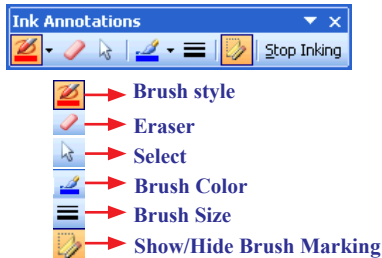 Ink Annotations
Stop Inking
Brush style
Eraser
Select
Brush Color
Brush Size
Show/Hide Brush Marking